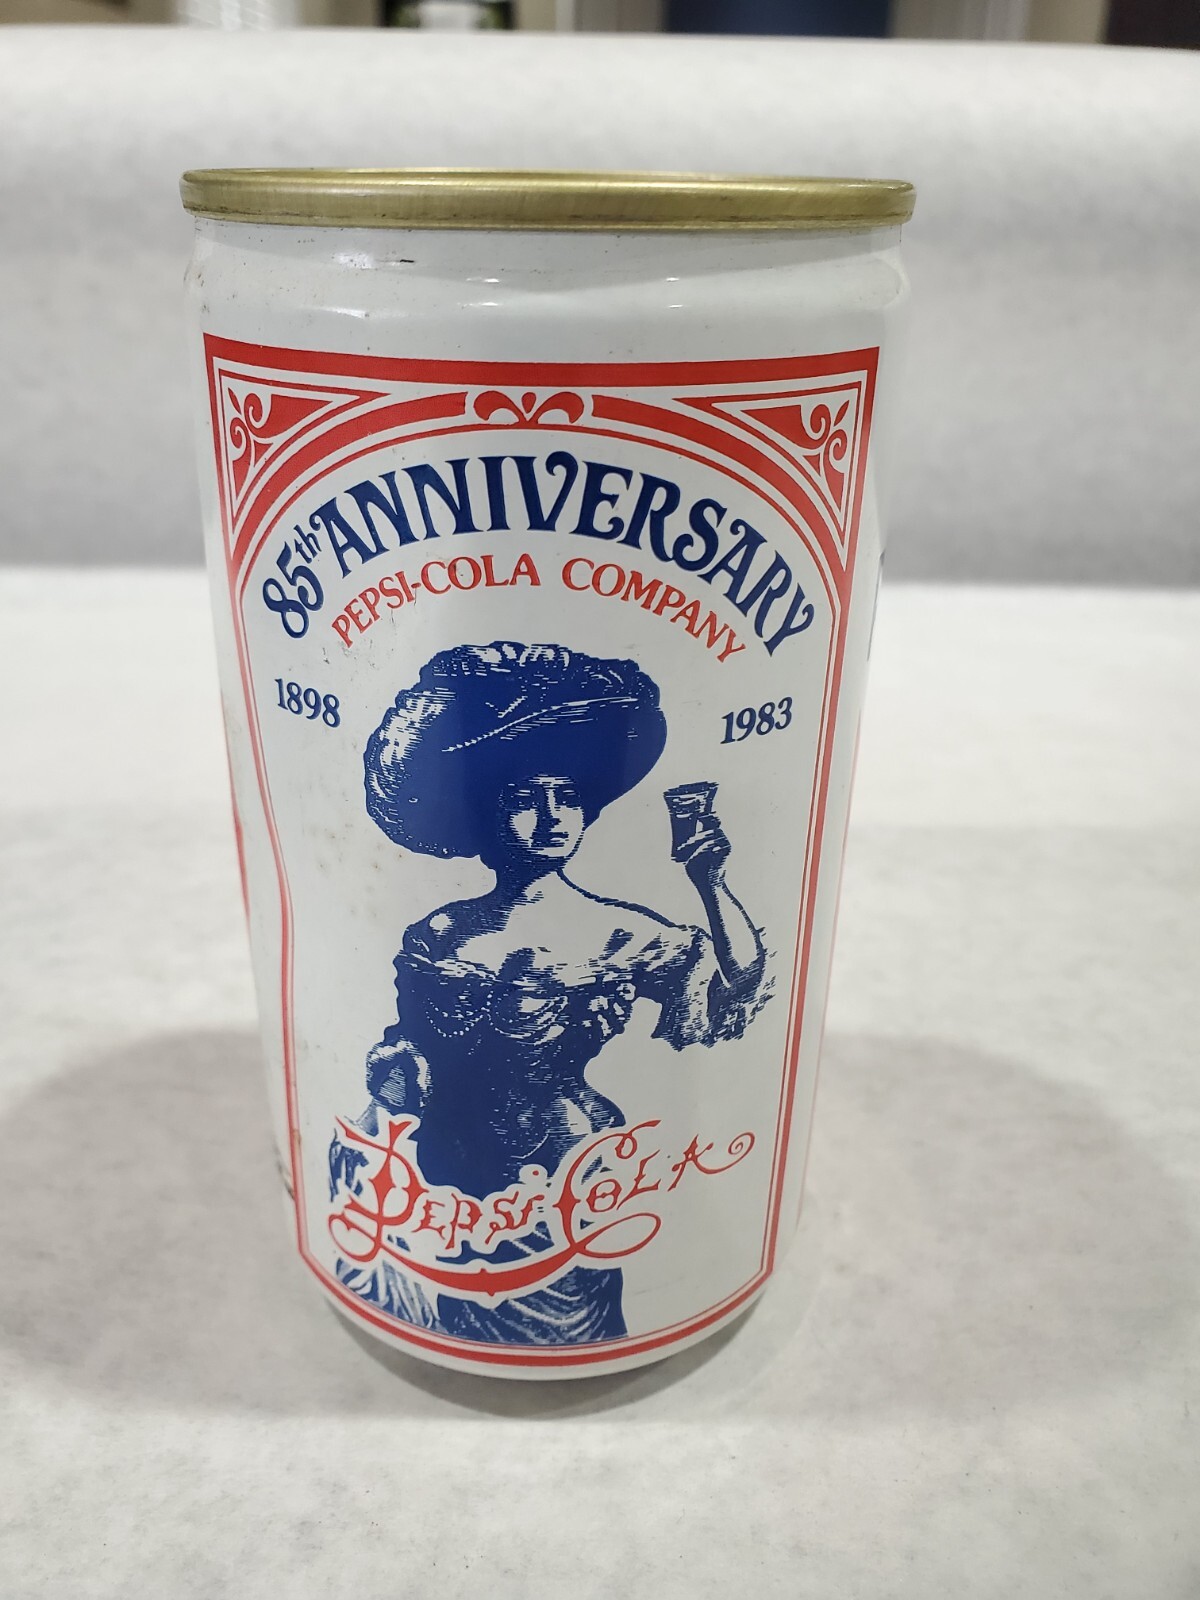 85th ANNIVERSARY
PEPSI-COLA COMPANY
1898 1983
PEPSI-COLA